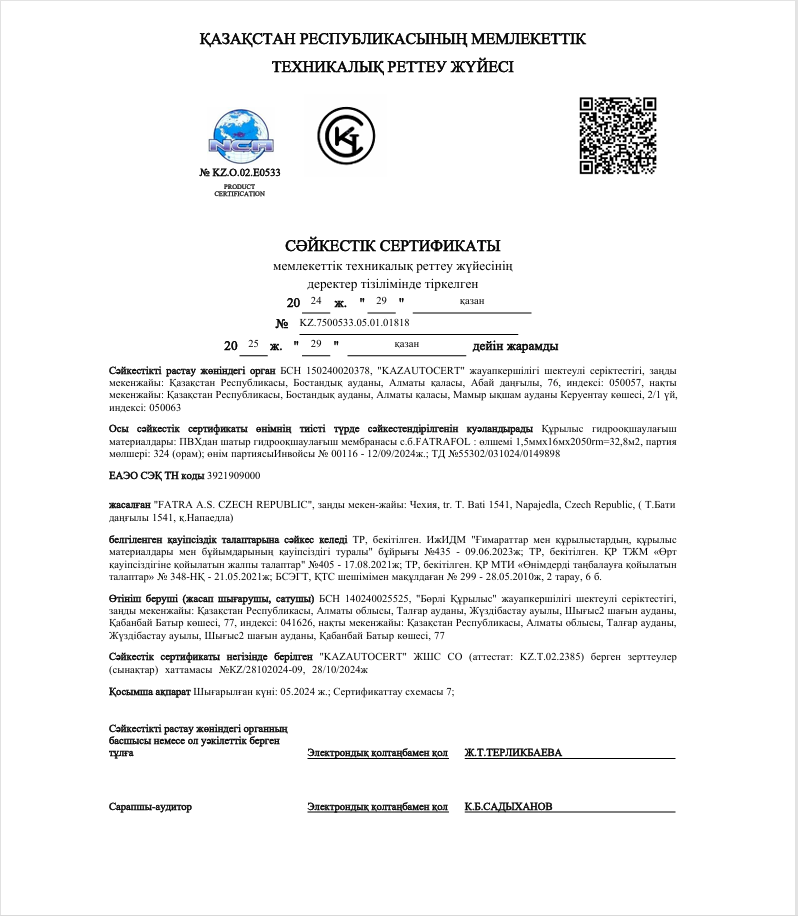 ҚАЗАҚСТАН РЕСПУБЛИКАСЫНЫҢ МЕМЛЕКЕТТІК
ТЕХНИКАЛЫҚ РЕТТЕУ ЖҮЙЕСІ
NCA
№ KZ.O.02.E0533
PRODUCT
CERTIFICATION
СӘЙКЕСТІК СЕРТИФИКАТЫ
мемлекеттік техникалық реттеу жүйесінің
деректер тізілімінде тіркелген
20 24 ж. " 29 " қазан
№ KZ.7500533.05.01.01818
20 25 ж. " 29 " қазан дейін жарамды
Сәйкестікті растау жөніндегі орган БСН 150240020378, "KAZAUTOCERT" жауапкершілігі шектеулі серіктестігі, заңды
мекенжайы: Қазақстан Республикасы, Бостандық ауданы, Алматы қаласы, Абай даңғылы, 76, индексі: 050057, нақты
мекенжайы: Қазақстан Республикасы, Бостандық ауданы, Алматы қаласы, Мамыр ықшам ауданы Керуентау көшесі, 2/1 үй,
индексі: 050063
Осы сәйкестік сертификаты өнімнің тиісті түрде сәйкестендірілгенін куәландырады Құрылыс гидрооқшаулағыш
материалдары: ПВХдан шатыр гидрооқшаулағыш мембранасы с.б.FATRAFOL : өлшемі 1,5ммx16мx2050rm=32,8м2, партия
мөлшері: 324 (орам); өнім партиясыИнвойсы № 00116 - 12/09/2024ж.; ТД №55302/031024/0149898
ЕАЭО СЭҚ ТН коды 3921909000
жасалған "FATRA A.S. CZECH REPUBLIC", заңды мекен-жайы: Чехия, tr. T. Bati 1541, Napajedla, Czech Republic, ( Т.Бати
даңғылы 1541, қ.Напаедла)
белгіленген қауіпсіздік талаптарына сәйкес келеді ТР, бекітілген. ИжИДМ "Ғимараттар мен құрылыстардың, құрылыс
материалдары мен бұйымдарының қауіпсіздігі туралы" бұйрығы №435 - 09.06.2023ж; ТР, бекітілген. ҚР ТЖМ «Өрт
қауіпсіздігіне қойылатын жалпы талаптар" №405 - 17.08.2021ж; ТР, бекітілген. ҚР МТИ «Өнімдерді таңбалауға қойылатын
талаптар» № 348-НҚ - 21.05.2021ж; БСЭГТ, ҚТС шешімімен мақұлдаған № 299 - 28.05.2010ж, 2 тарау, 6 б.
Өтініш беруші (жасап шығарушы, сатушы) БСН 140240025525, "Бөрлі Құрылыс" жауапкершілігі шектеулі серіктестігі,
заңды мекенжайы: Қазақстан Республикасы, Алматы облысы, Талғар ауданы, Жүздібастау ауылы, Шығыс2 шағын ауданы,
Қабанбай Батыр көшесі, 77, индексі: 041626, нақты мекенжайы: Қазақстан Республикасы, Алматы облысы, Талғар ауданы,
Жүздібастау ауылы, Шығыс2 шағын ауданы, Қабанбай Батыр көшесі, 77
Сәйкестік сертификаты негізінде берілген "KAZAUTOCERT" ЖШС СО (аттестат: KZ.T.02.2385) берген зерттеулер
(сынақтар) хаттамасы №KZ/28102024-09, 28/10/2024ж
Қосымша ақпарат Шығарылған күні: 05.2024 ж.; Сертификаттау схемасы 7;
Сәйкестікті растау жөніндегі органның
басшысы немесе ол уәкілеттік берген
тұлға Электрондық қолтаңбамен қол Ж.Т.ТЕРЛИКБАЕВА
Сарапшы-аудитор Электрондық қолтаңбамен қол К.Б.САДЫХАНОВ